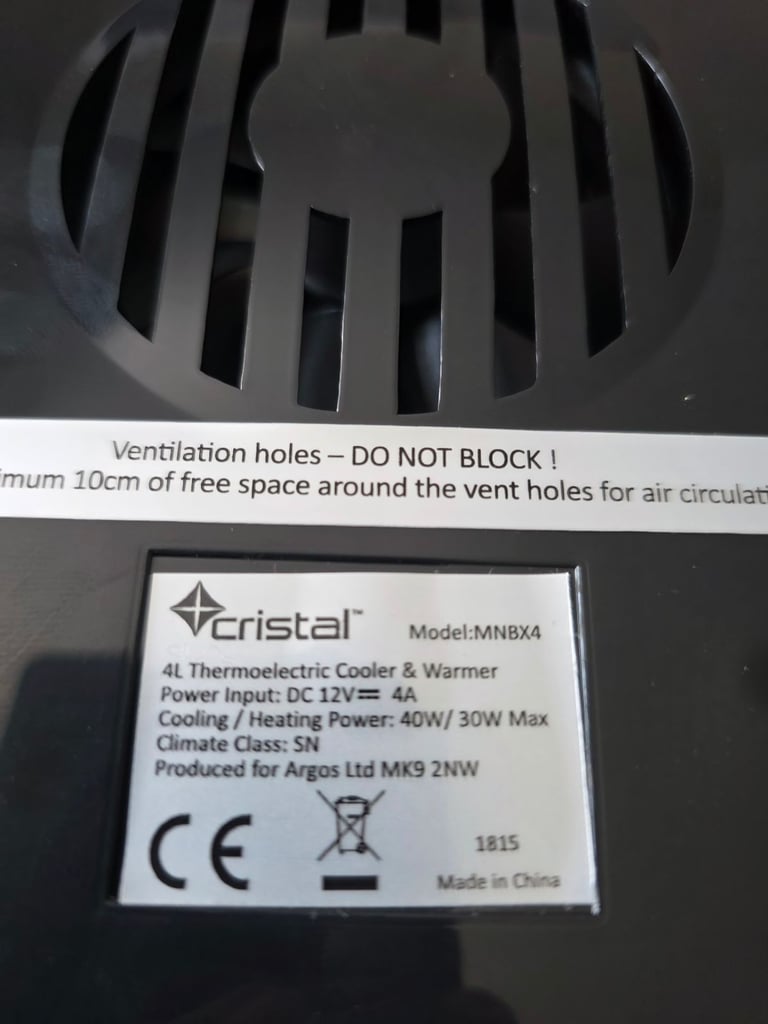 Ventilation holes – DO NOT BLOCK !
10cm of free space around the vent holes for air
cristal™
Model:MNBX4
4L Thermoelectric Cooler & Warmer
Power Input: DC 12V⎓ 4A
Cooling / Heating Power: 40W/ 30W Max
Climate Class: SN
Produced for Argos Ltd MK9 2NW
CE
1815
Made in China